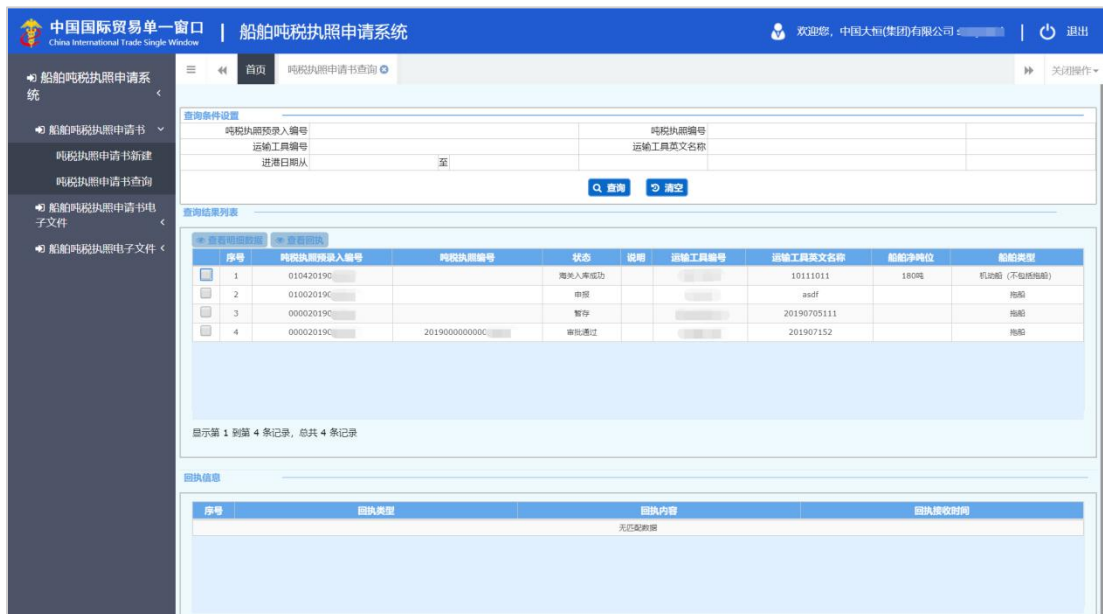 中国国际贸易单一窗口 | 船舶吨税执照申请系统 欢迎您，中国大恒(集团)有限公司 | 退出
China International Trade Single Window
船舶吨税执照申请系统
首页 吨税执照申请书查询 关闭操作
船舶吨税执照申请书
吨税执照申请书新建
吨税执照申请书查询
船舶吨税执照申请书电子文件
船舶吨税执照电子文件
查询条件设置
吨税执照预录入编号 吨税执照编号
运输工具编号 运输工具英文名称
进港日期从 至
查询 清空
查询结果列表
查看明细数据 查看回执
序号 吨税执照预录入编号 吨税执照编号 状态 说明 运输工具编号 运输工具英文名称 船舶净吨位 船舶类型
1 010420190 海关入库成功 10111011 180吨 机动船（不包括拖船）
2 010020190 申报 asdf 拖船
3 000020190 暂存 20190705111 拖船
4 000020190 2019000000000 审批通过 201907152 拖船
显示第 1 到第 4 条记录，总共 4 条记录
回执信息
序号 回执类型 回执内容 回执接收时间
无匹配数据